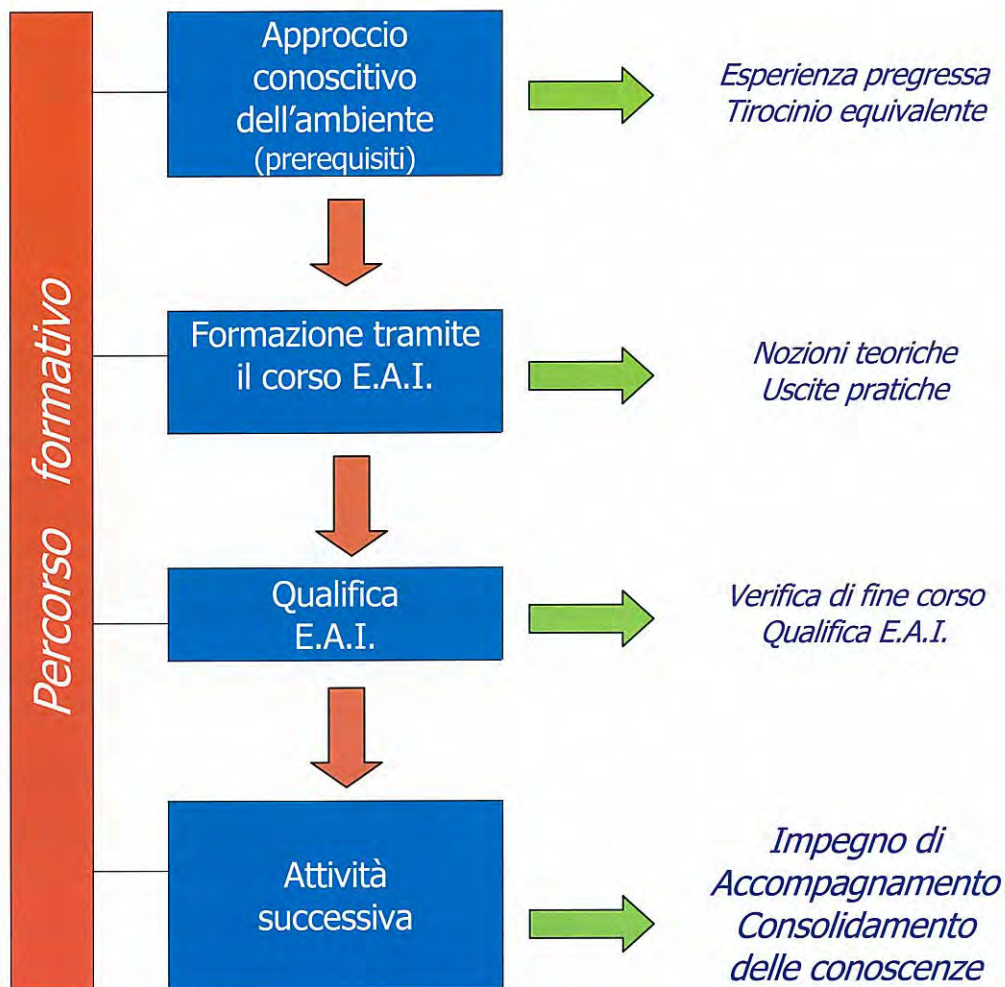 Percorso formativo
Approccio
conoscitivo
dell'ambiente
(prerequisiti)
Esperienza pregressa
Tirocinio equivalente
Formazione tramite
il corso E.A.I.
Nozioni teoriche
Uscite pratiche
Qualifica
E.A.I.
Verifica di fine corso
Qualifica E.A.I.
Attività
successiva
Impegno di
Accompagnamento
Consolidamento
delle conoscenze